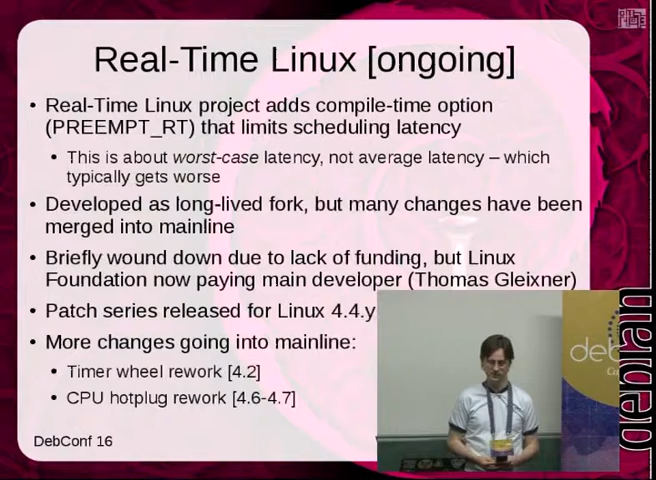 Real-Time Linux [ongoing]
• Real-Time Linux project adds compile-time option
(PREEMPT_RT) that limits scheduling latency
• This is about worst-case latency, not average latency – which
typically gets worse
• Developed as long-lived fork, but many changes have been
merged into mainline
• Briefly wound down due to lack of funding, but Linux
Foundation now paying main developer (Thomas Gleixner)
• Patch series released for Linux 4.4.y
• More changes going into mainline:
• Timer wheel rework [4.2]
• CPU hotplug rework [4.6-4.7]
DebConf 16
deb
debian